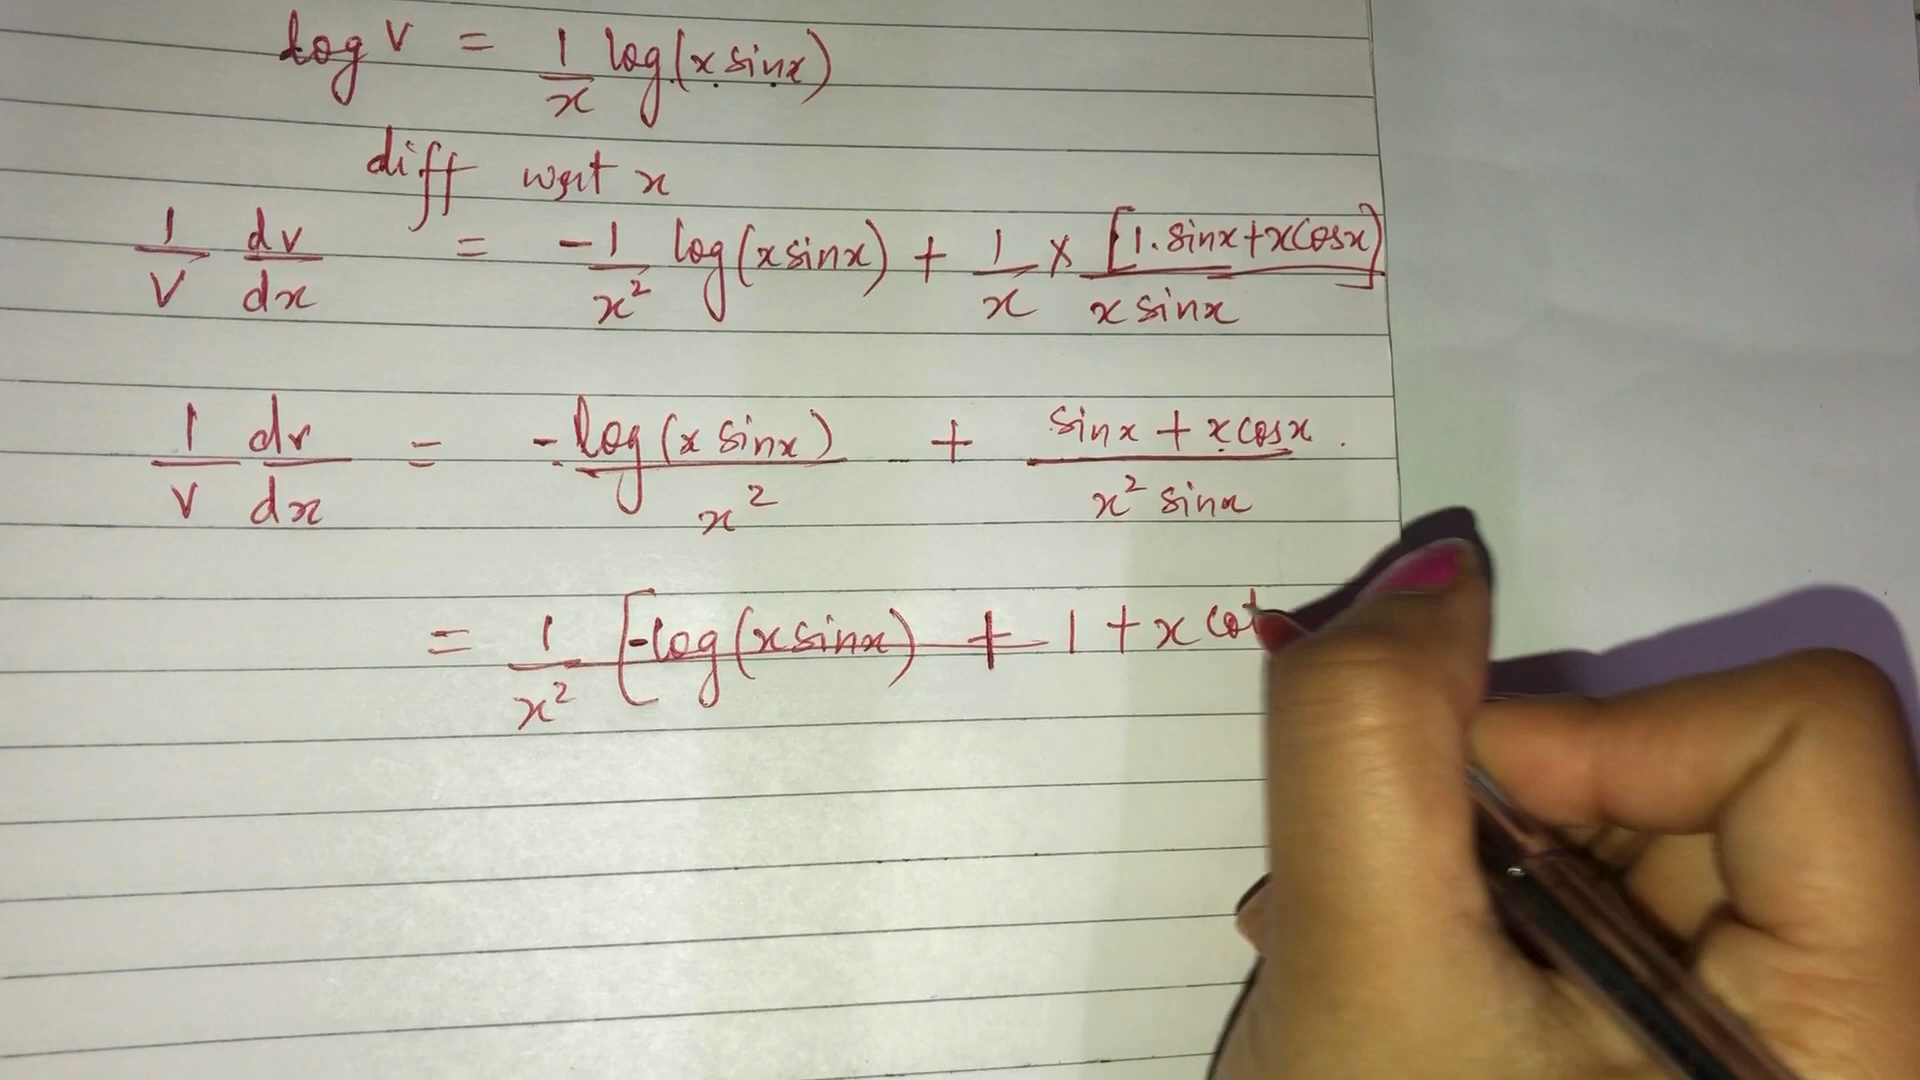 log v = 1/x log(x sinx)
diff wrt x
1/v dv/dx = -1/x² log(x sinx) + 1/x × [1. sinx + x cosx]/x sinx
1/v dv/dx = - log(x sinx)/x² + sinx + x cosx/x² sinx
= 1/x² [-log(x sinx) + 1 + x cot